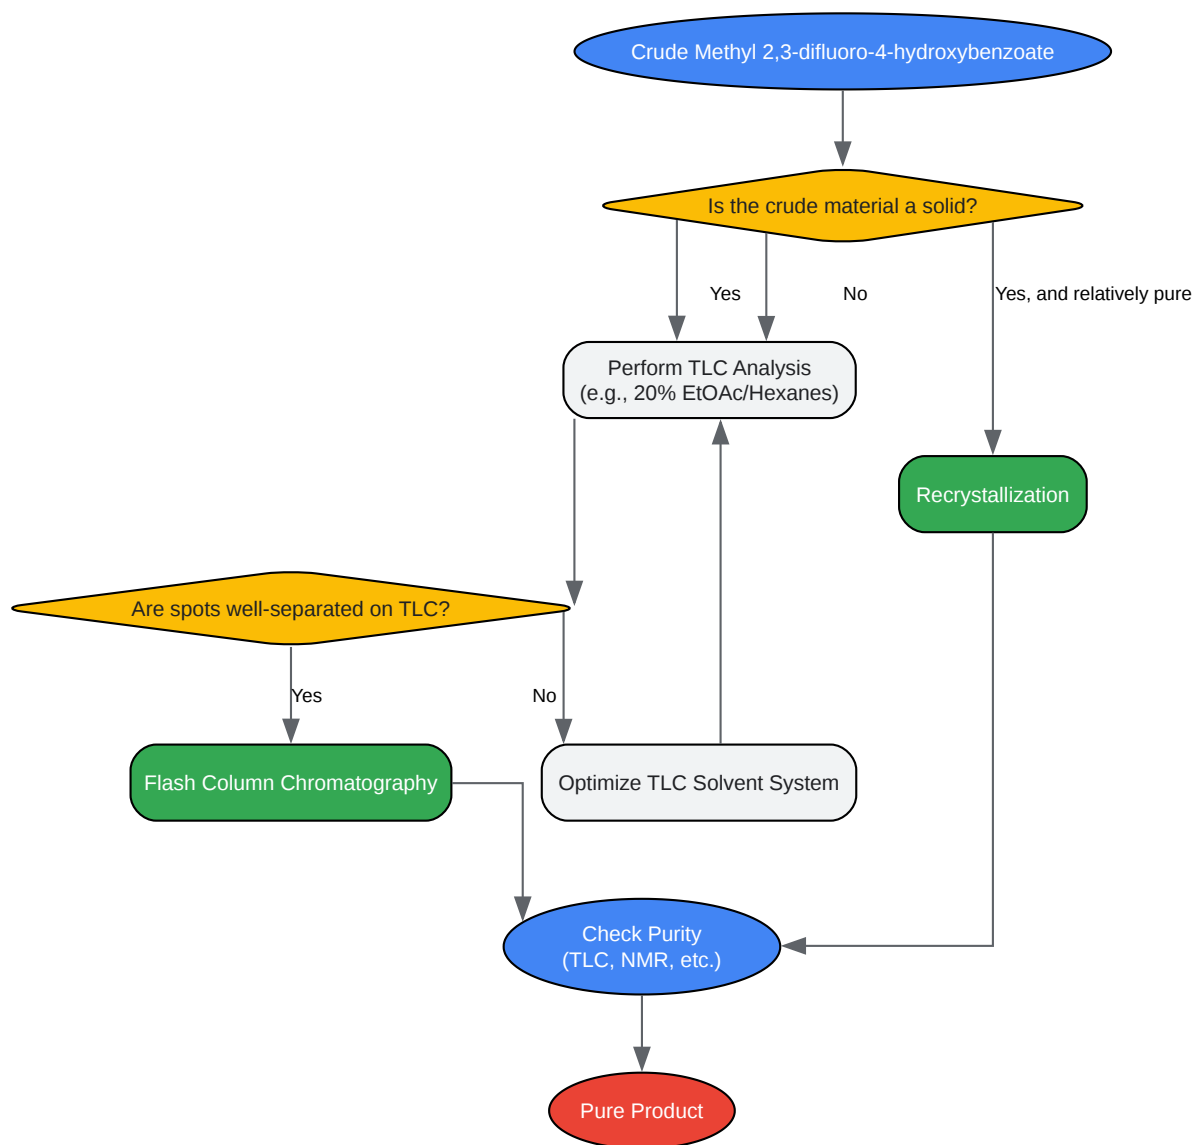 Crude Methyl 2,3-difluoro-4-hydroxybenzoate
Is the crude material a solid?
Yes
No
Yes, and relatively pure
Perform TLC Analysis
(e.g., 20% EtOAc/Hexanes)
Recrystallization
Are spots well-separated on TLC?
Yes
No
Flash Column Chromatography
Optimize TLC Solvent System
Check Purity
(TLC, NMR, etc.)
Pure Product